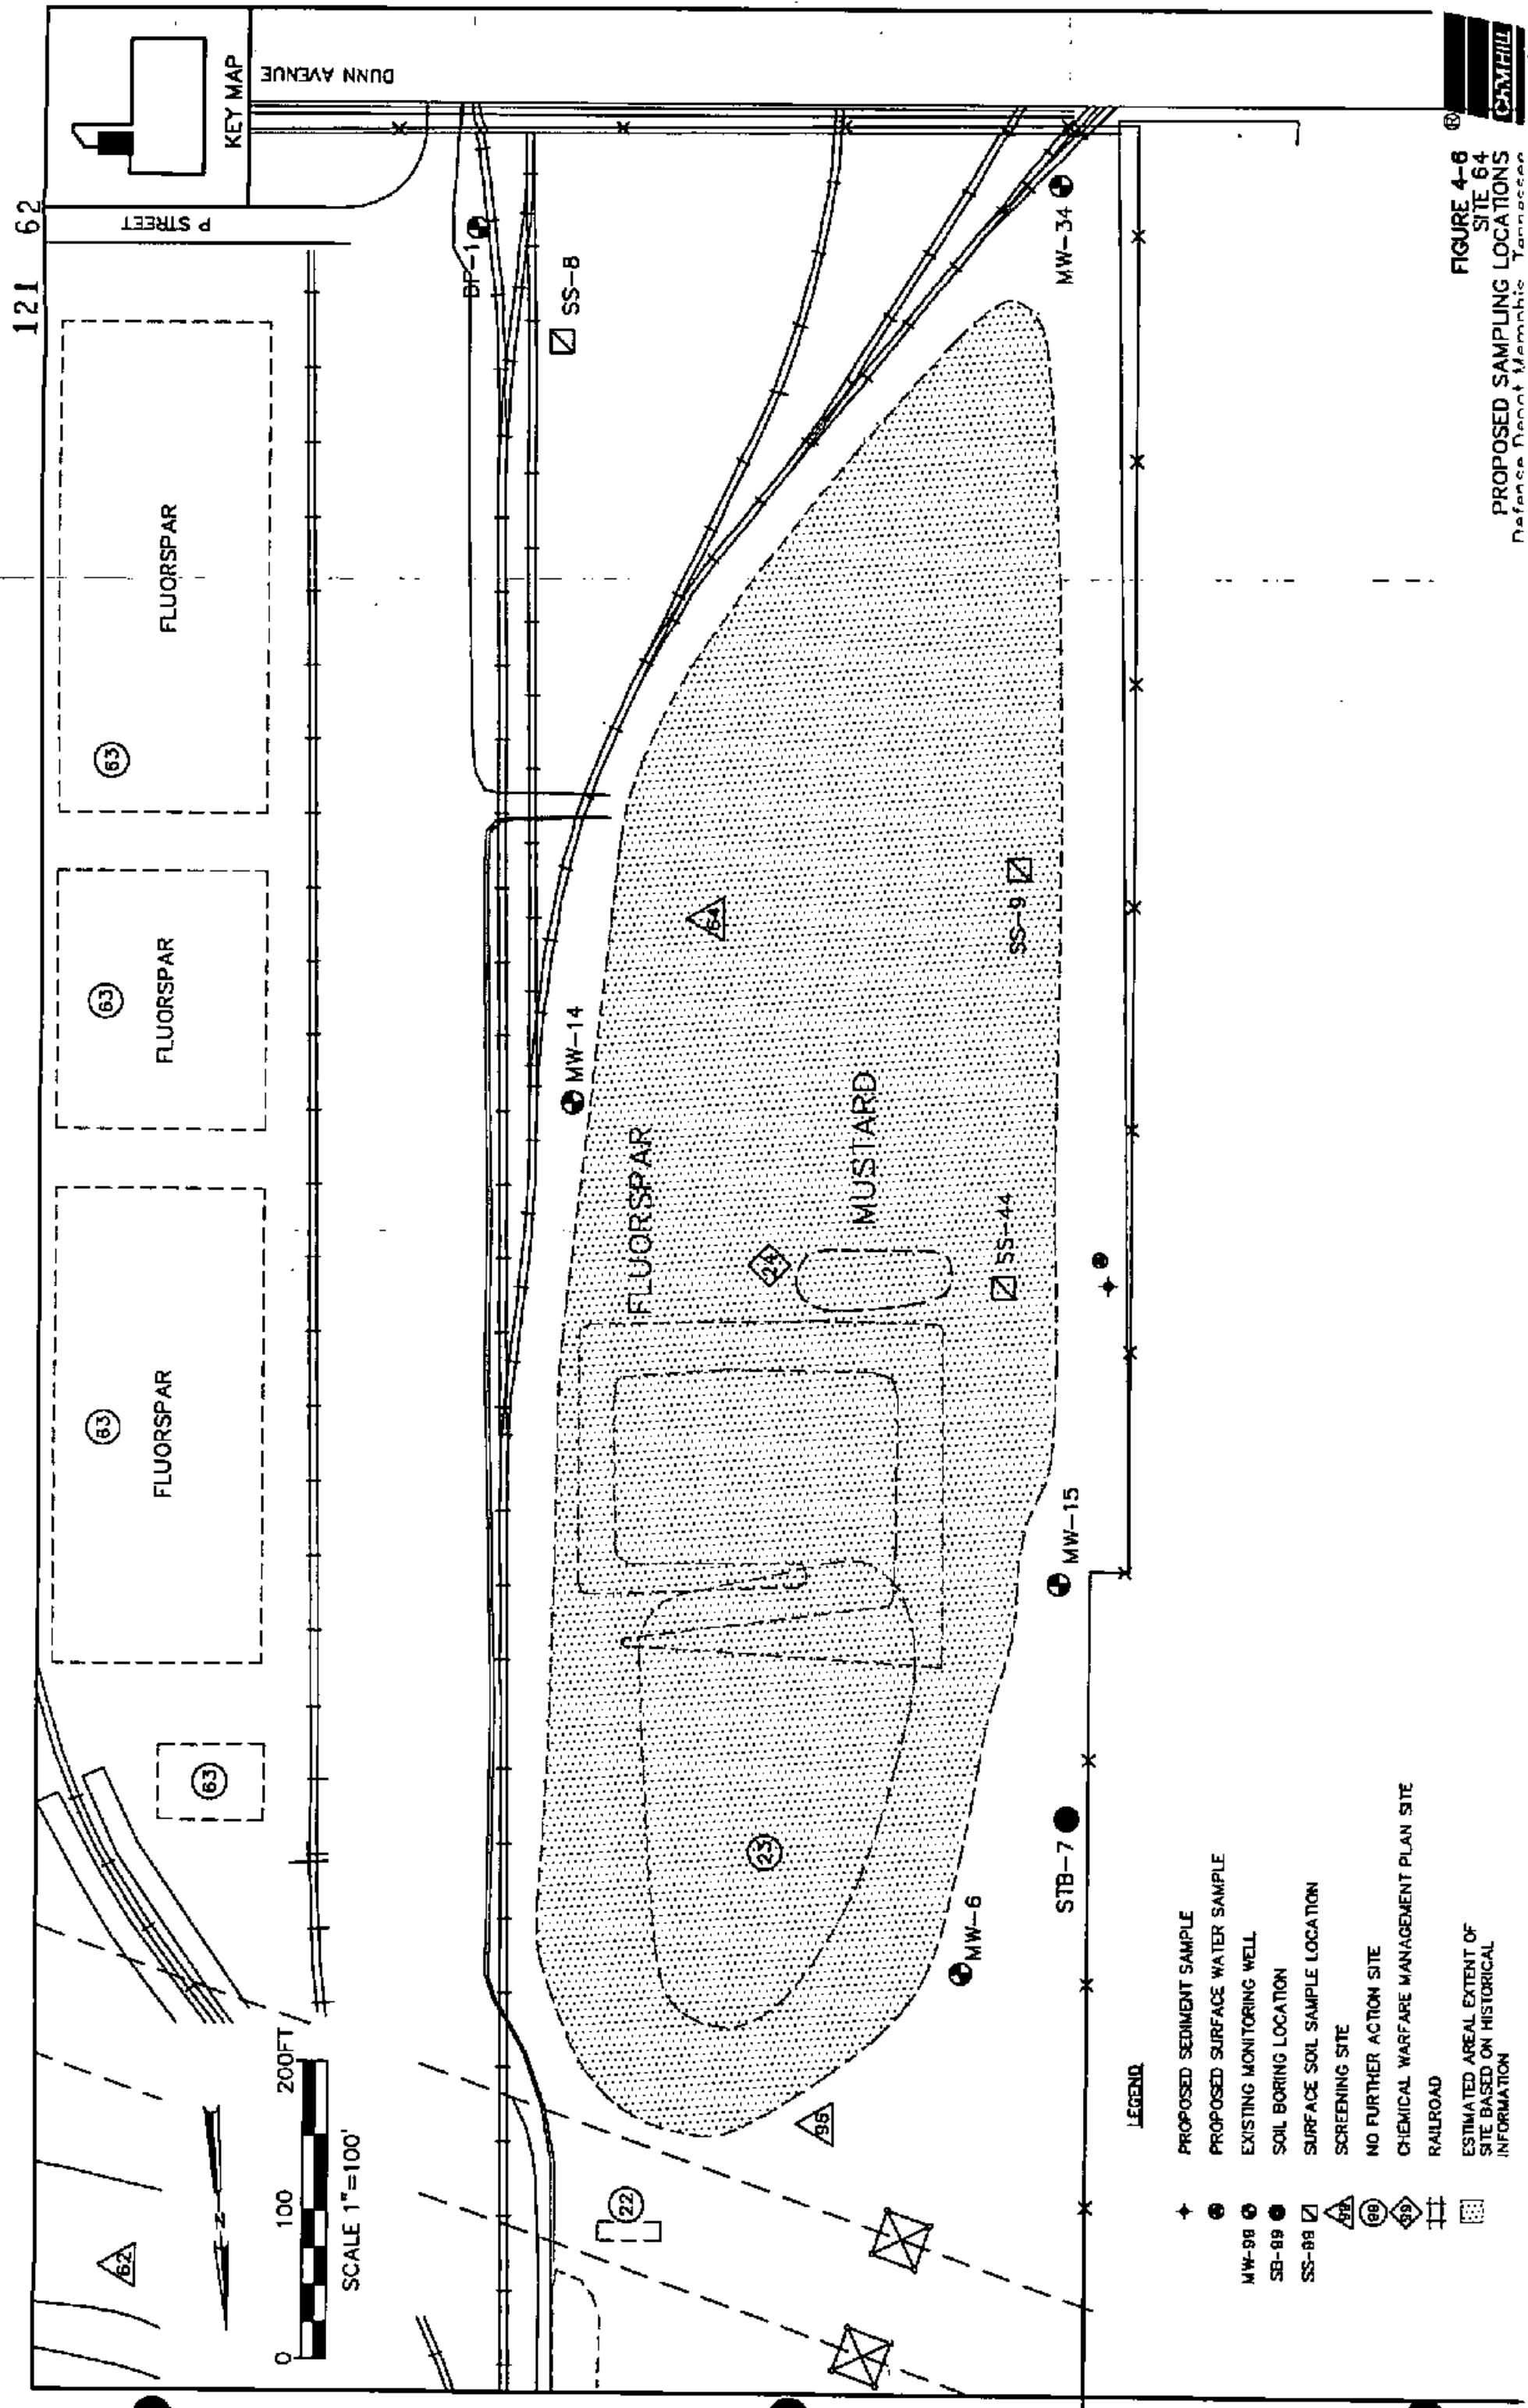 121 62
KEY MAP
DUNN AVENUE
P STREET
FLUORSPAR
63
FLUORSPAR
63
FLUORSPAR
63
63
62
N
0 100 200FT
SCALE 1"=100'
SS-8
MW-34
MW-14
64
SS-9
FLUORSPAR
MUSTARD
24
SS-44
MW-15
23
STB-7
MW-6
22
LEGEND
PROPOSED SEDIMENT SAMPLE
PROPOSED SURFACE WATER SAMPLE
MW-99 EXISTING MONITORING WELL
SB-99 SOIL BORING LOCATION
SS-99 SURFACE SOIL SAMPLE LOCATION
SCREENING SITE
NO FURTHER ACTION SITE
CHEMICAL WARFARE MANAGEMENT PLAN SITE
RAILROAD
ESTIMATED AREAL EXTENT OF
SITE BASED ON HISTORICAL
INFORMATION
FIGURE 4-6
SITE 64
PROPOSED SAMPLING LOCATIONS
Defense Depot Memphis, Tennessee
®
CH2MHILL